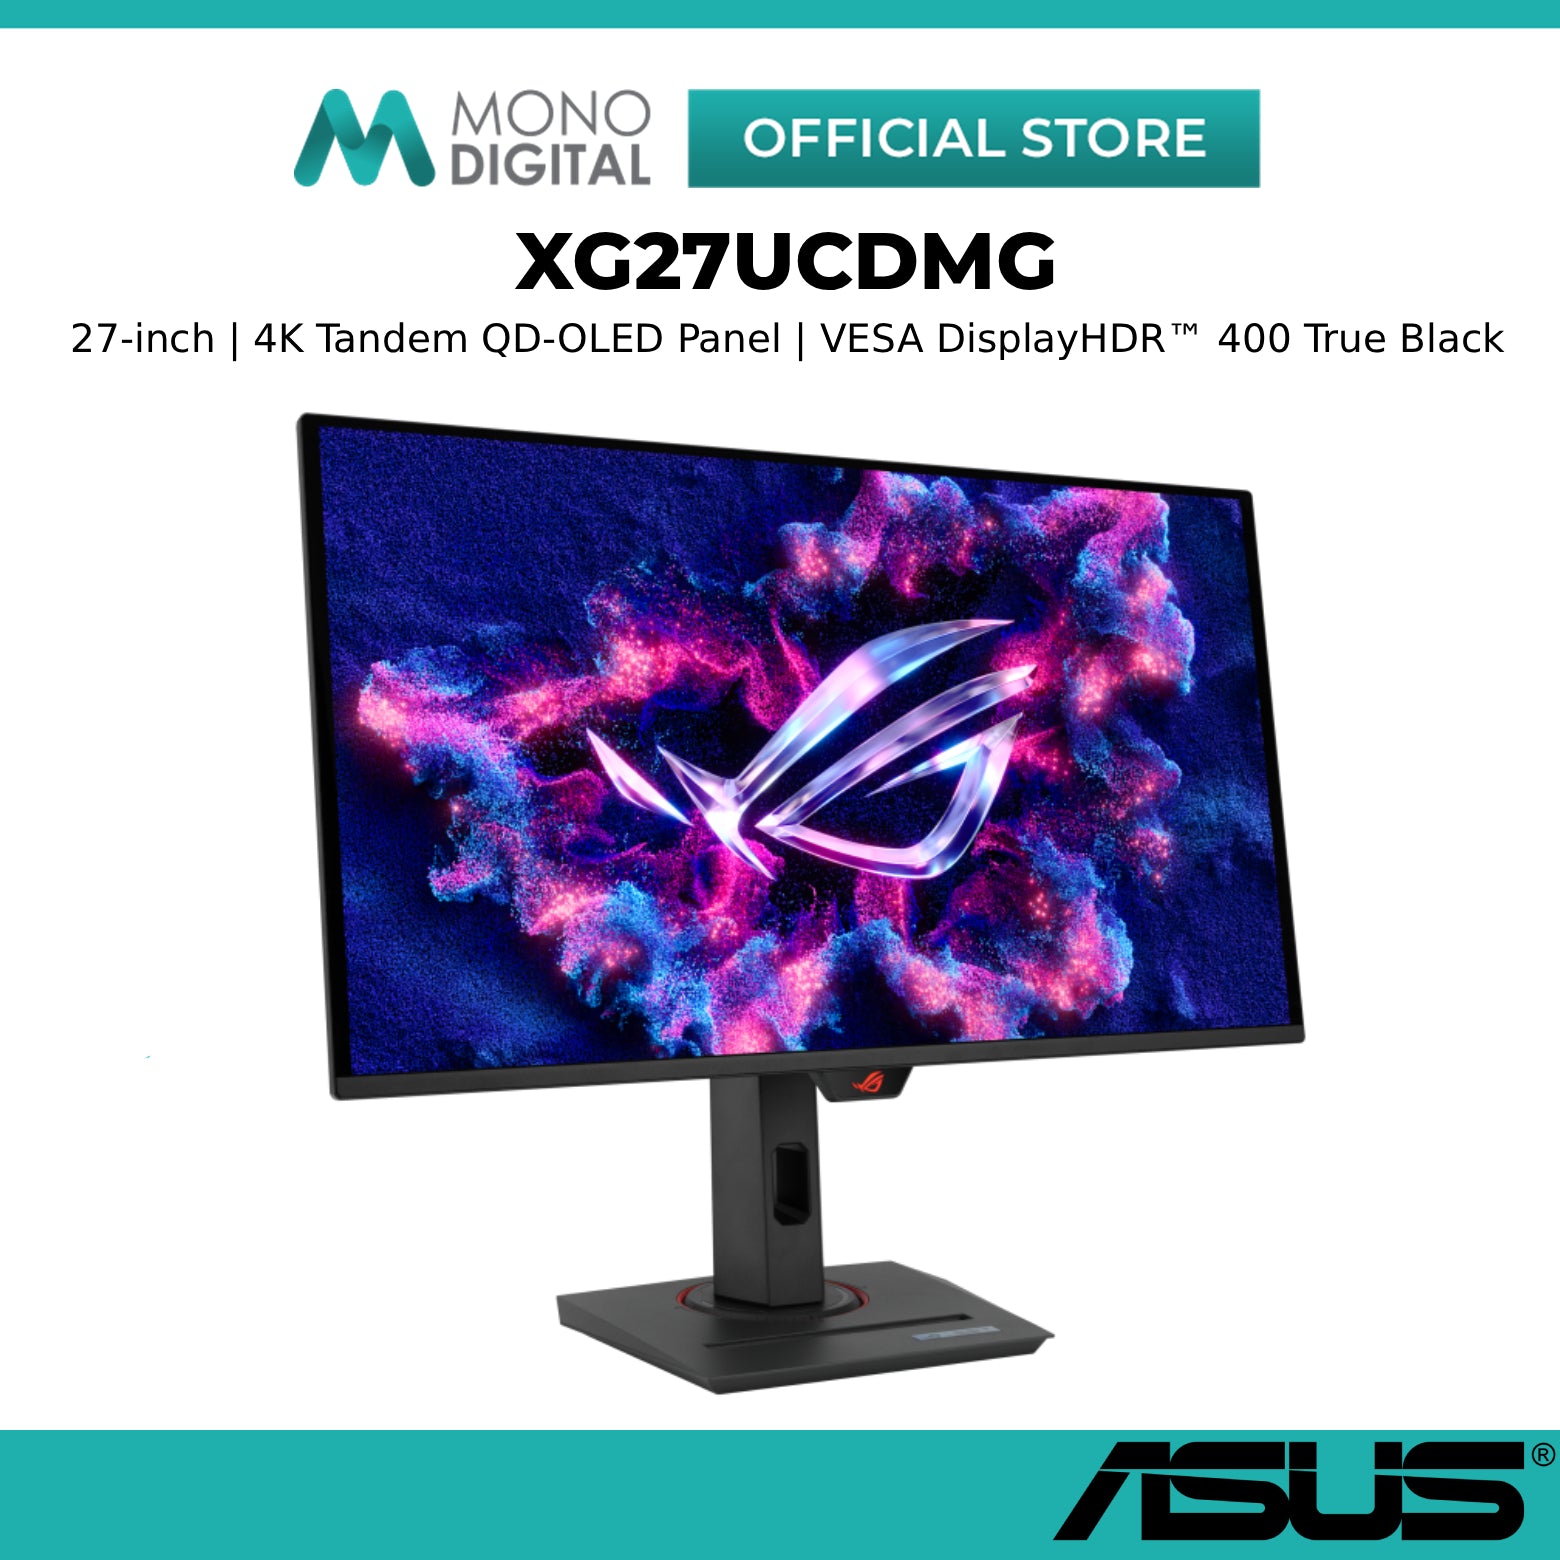 MONO
DIGITAL
OFFICIAL STORE
XG27UCDMG
27-inch | 4K Tandem QD-OLED Panel | VESA DisplayHDR™ 400 True Black
ASUS®